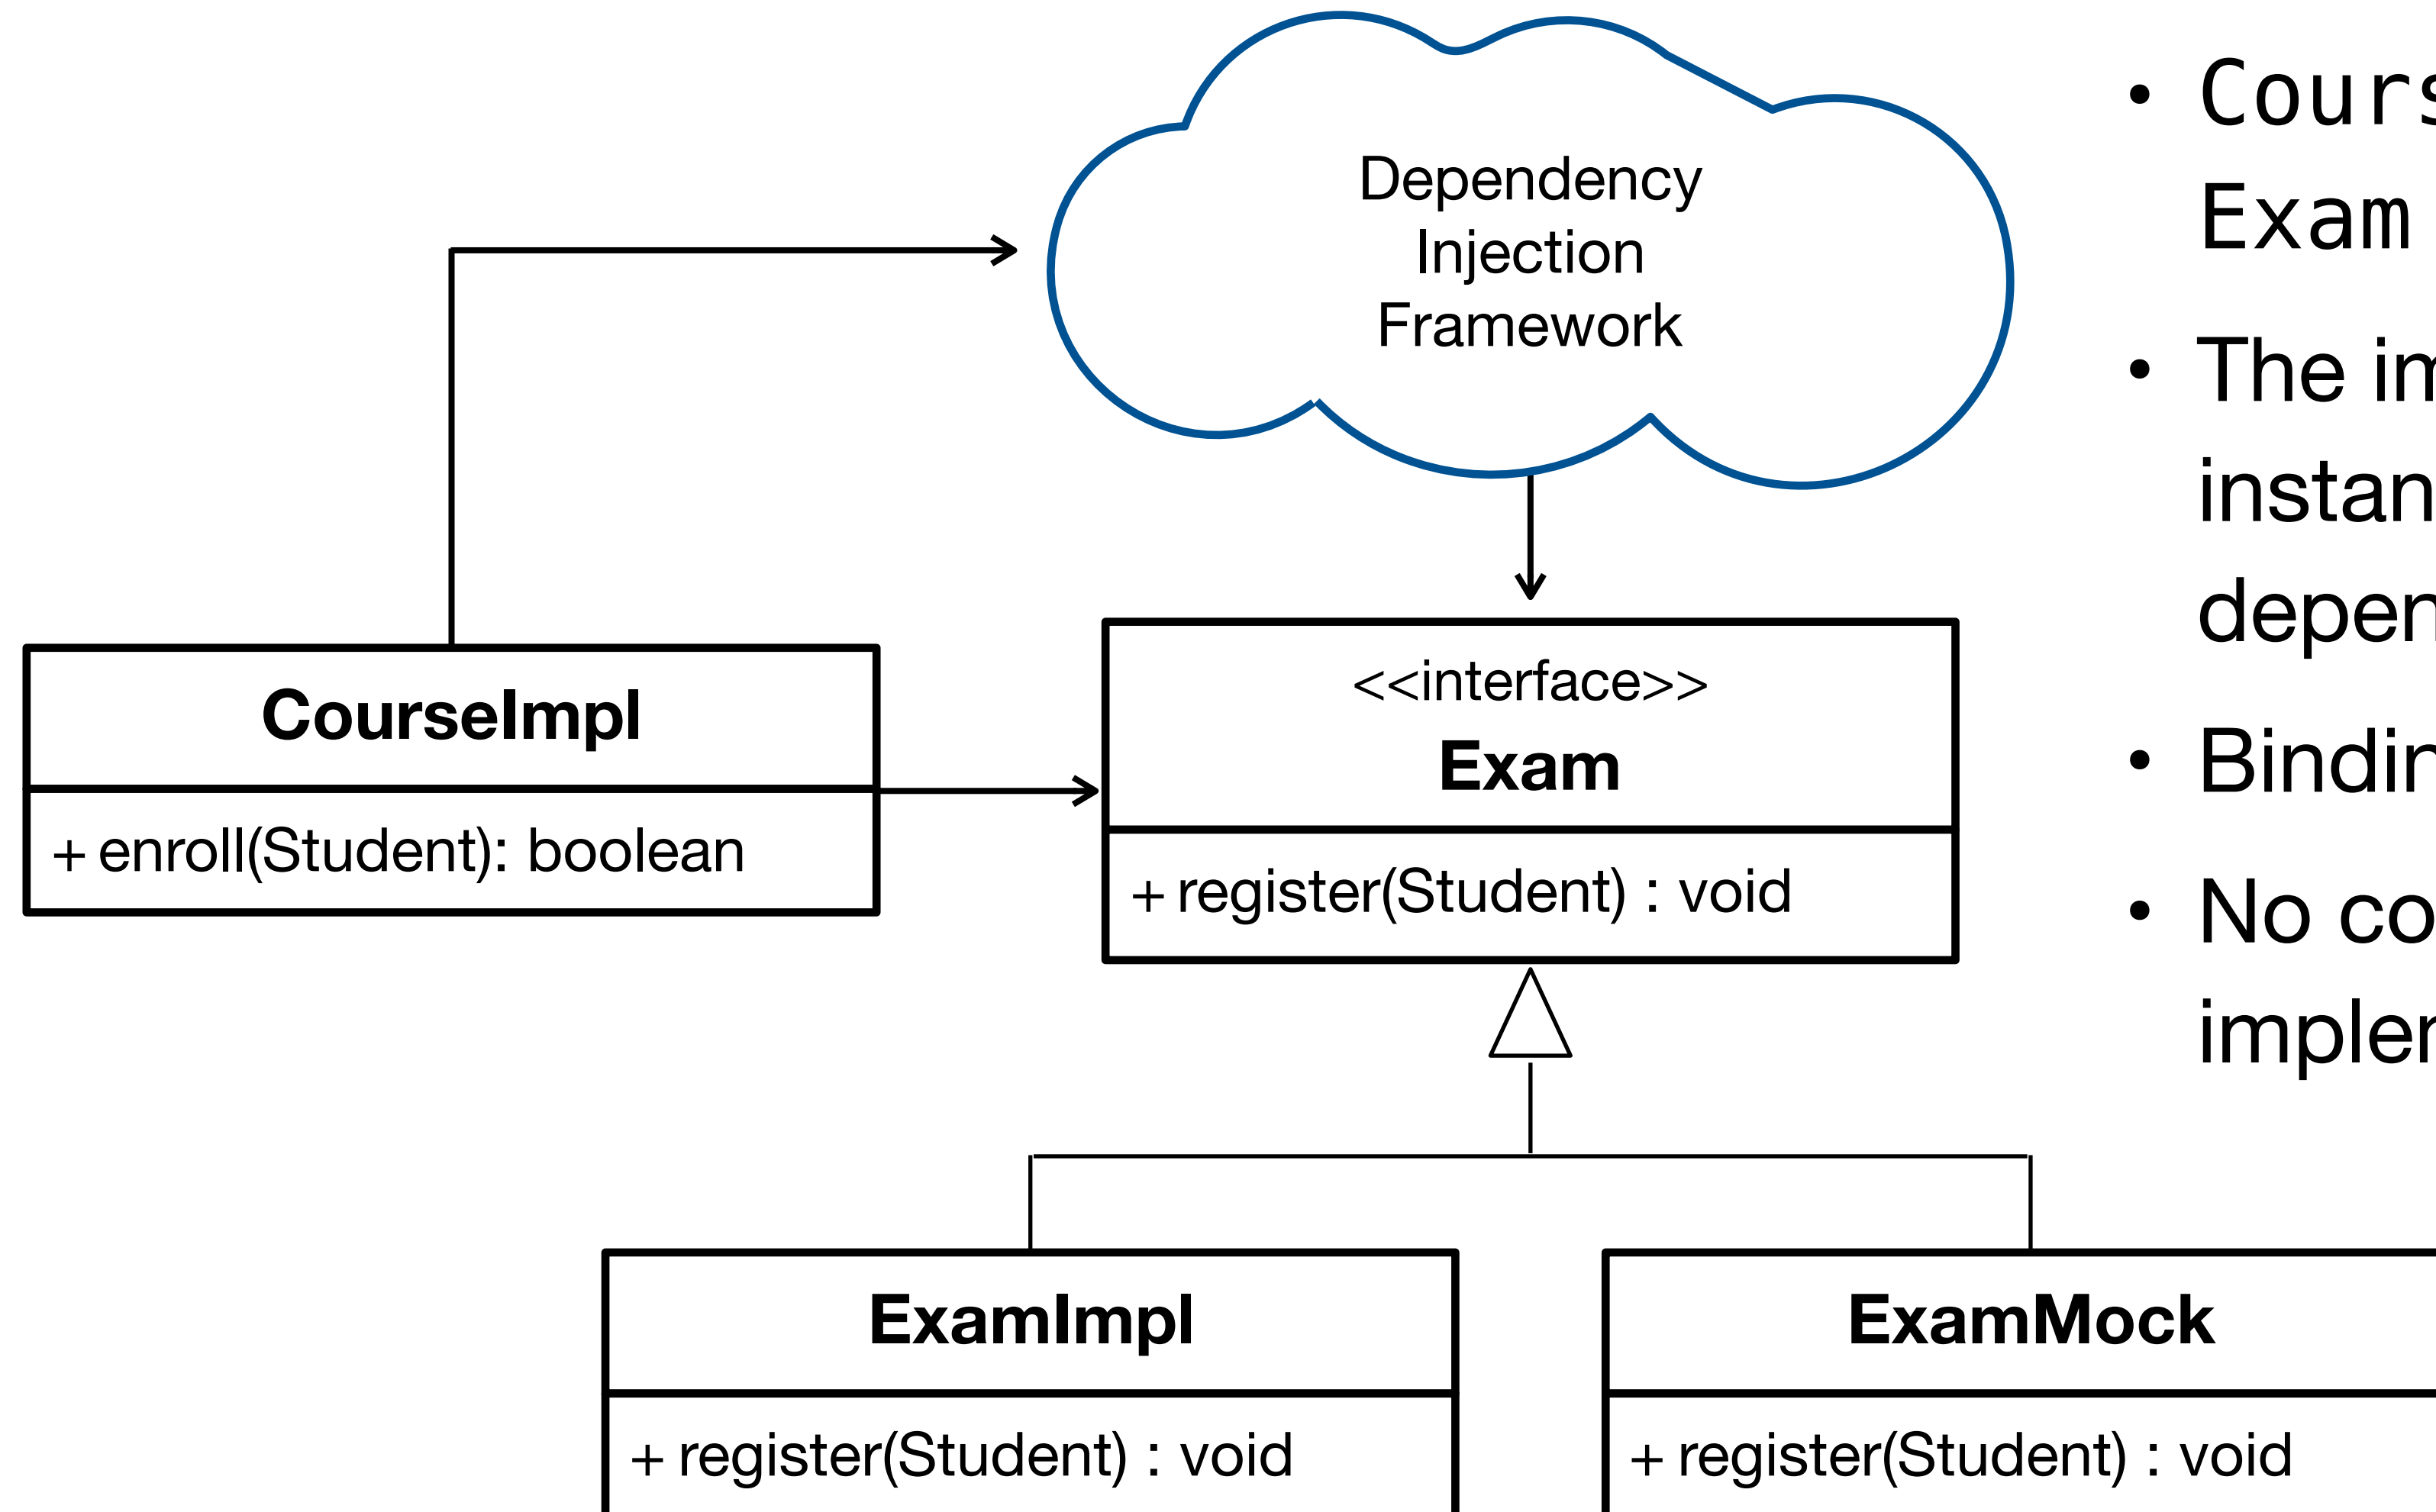 Dependency
Injection
Framework
CourseImpl
+ enroll(Student): boolean
<<interface>>
Exam
+ register(Student) : void
ExamImpl
+ register(Student) : void
ExamMock
+ register(Student) : void
•
Exam
• The
•
• No